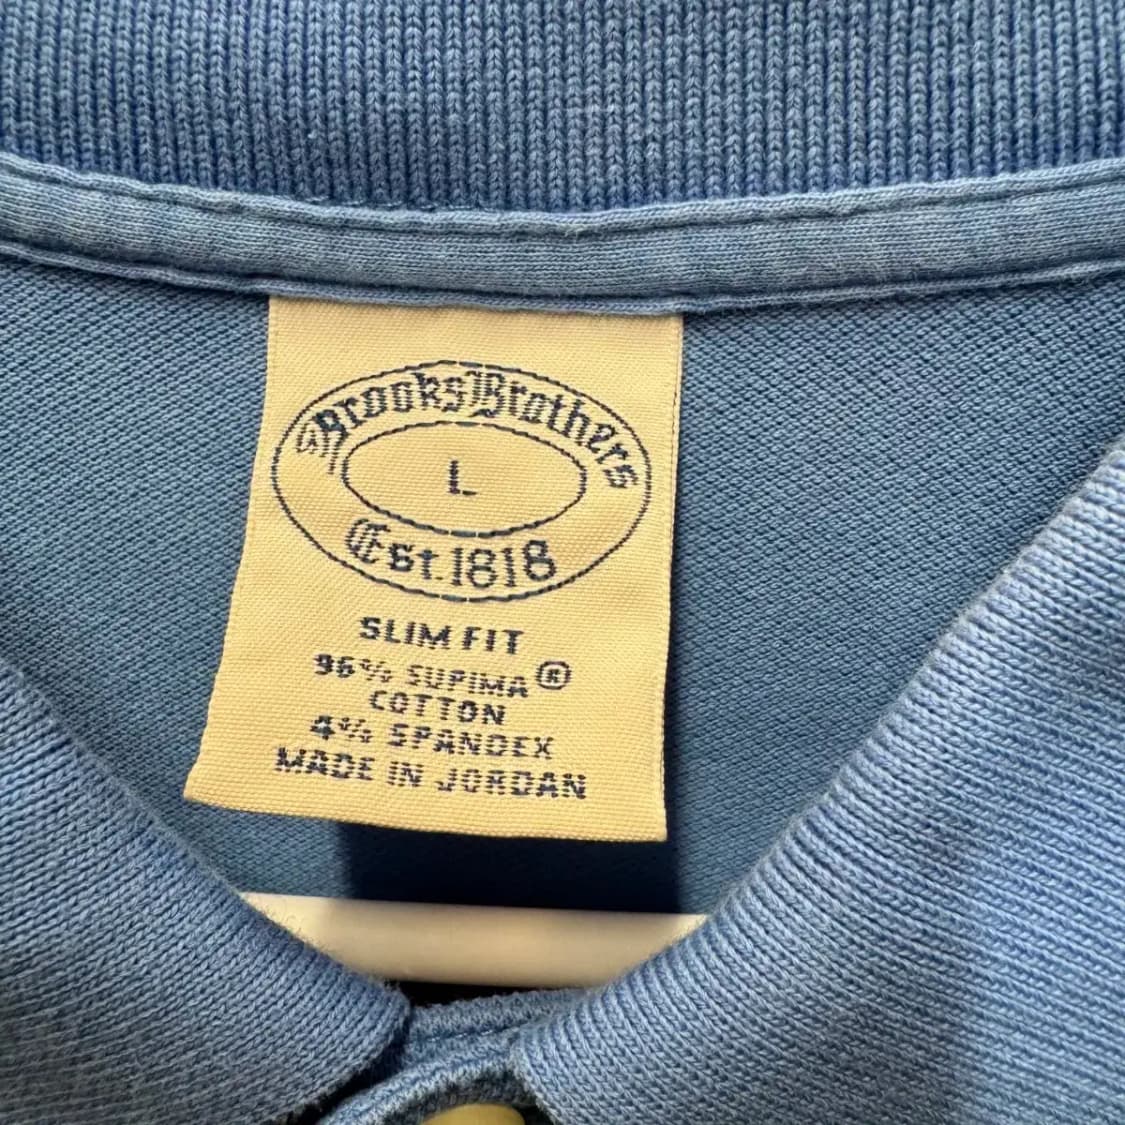 Brooks Brothers
L
Est. 1818
SLIM FIT
96% SUPIMA®
COTTON
4% SPANDEX
MADE IN JORDAN